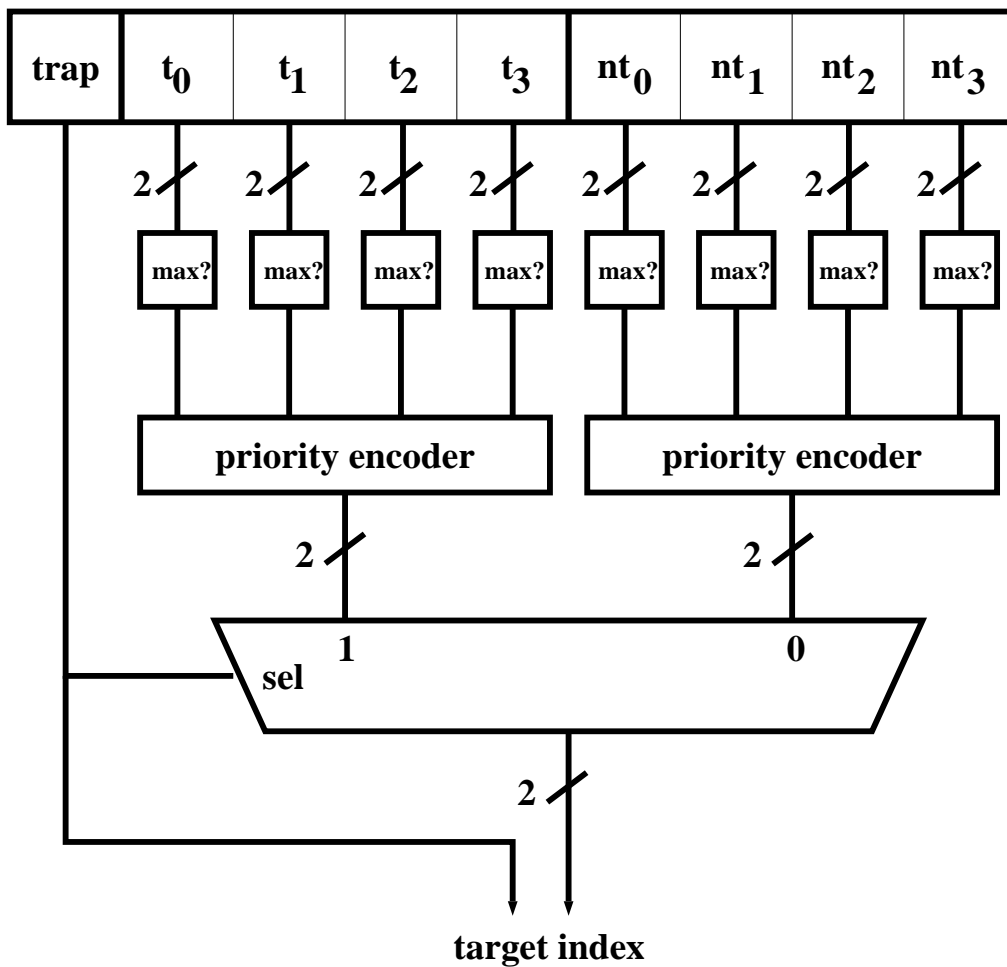 trap t₀ t₁ t₂ t₃ nt₀ nt₁ nt₂ nt₃
2 2 2 2 2 2 2 2
max? max? max? max? max? max? max? max?
priority encoder priority encoder
2 2
1 0
sel
2
target index